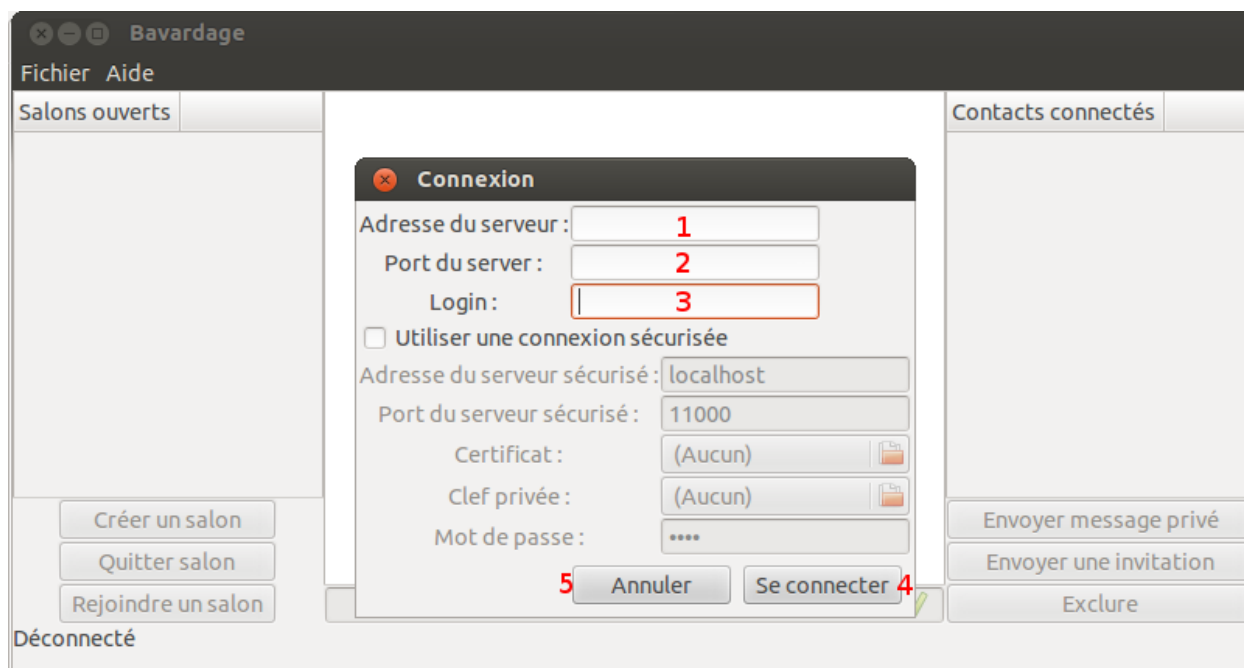 Bavardage
Fichier Aide
Salons ouverts
Contacts connectés
Connexion
Adresse du serveur : 1
Port du server : 2
Login : 3
Utiliser une connexion sécurisée
Adresse du serveur sécurisé : localhost
Port du serveur sécurisé : 11000
Certificat : (Aucun)
Clef privée : (Aucun)
Mot de passe : ••••
5 Annuler Se connecter 4
Créer un salon
Quitter salon
Rejoindre un salon
Envoyer message privé
Envoyer une invitation
Exclure
Déconnecté